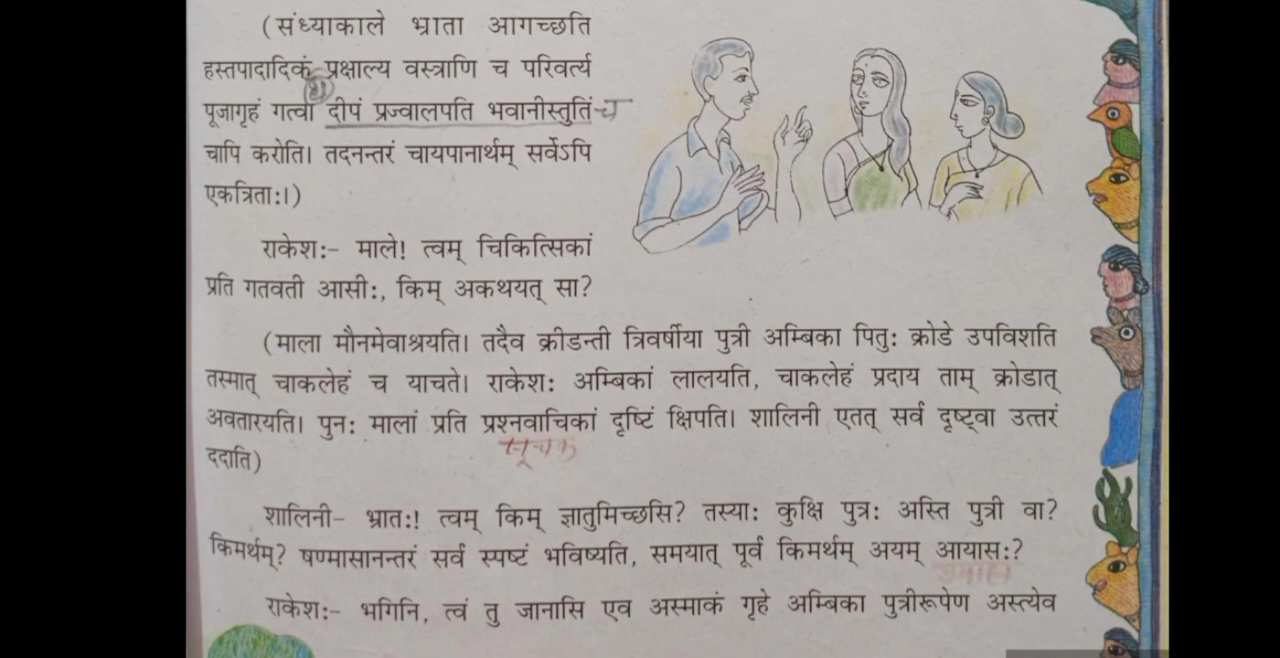 (संध्याकाले भ्राता आगच्छति
हस्तपादादिकं प्रक्षाल्य वस्त्राणि च परिवर्त्य
पूजागृहं गत्वा दीपं प्रज्वालपति भवानीस्तुतिं च
चापि करोति। तदनन्तरं चायपानार्थम् सर्वेऽपि
एकत्रिताः।)
राकेशः- माले! त्वम् चिकित्सिकां
प्रति गतवती आसीः, किम् अकथयत् सा?
(माला मौनमेवाश्रयति। तदैव क्रीडन्ती त्रिवर्षीया पुत्री अम्बिका पितुः क्रोडे उपविशति
तस्मात् चाकलेहं च याचते। राकेशः अम्बिकां लालयति, चाकलेहं प्रदाय ताम् क्रोडात्
अवतारयति। पुनः मालां प्रति प्रश्नवाचिकां दृष्टिं क्षिपति। शालिनी एतत् सर्वं दृष्ट्वा उत्तरं
सूचक
ददाति)
शालिनी- भ्रातः! त्वम् किम् ज्ञातुमिच्छसि? तस्याः कुक्षि पुत्रः अस्ति पुत्री वा?
किमर्थम्? षण्मासानन्तरं सर्वं स्पष्टं भविष्यति, समयात् पूर्वं किमर्थम् अयम् आयासः?
राकेशः- भगिनि, त्वं तु जानासि एव अस्माकं गृहे अम्बिका पुत्रीरूपेण अस्त्येव